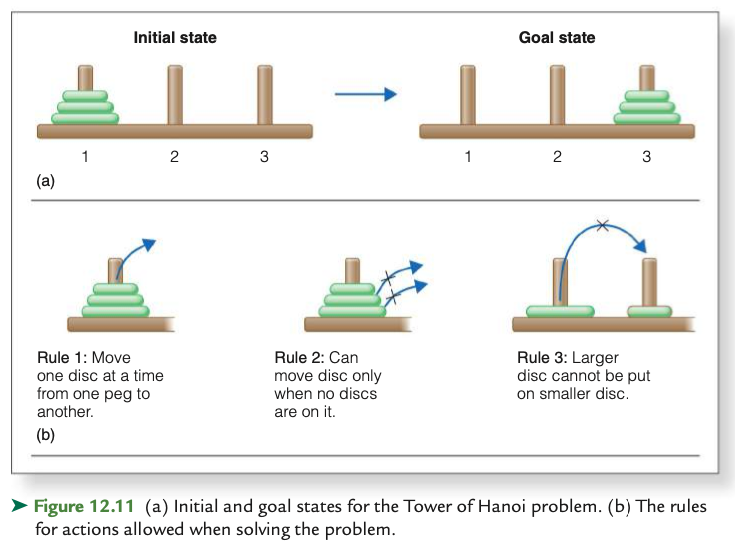 Initial state
Goal state
1 2 3
1 2 3
(a)
Rule 1: Move
one disc at a time
from one peg to
another.
Rule 2: Can
move disc only
when no discs
are on it.
Rule 3: Larger
disc cannot be put
on smaller disc.
(b)
➤ Figure 12.11 (a) Initial and goal states for the Tower of Hanoi problem. (b) The rules
for actions allowed when solving the problem.